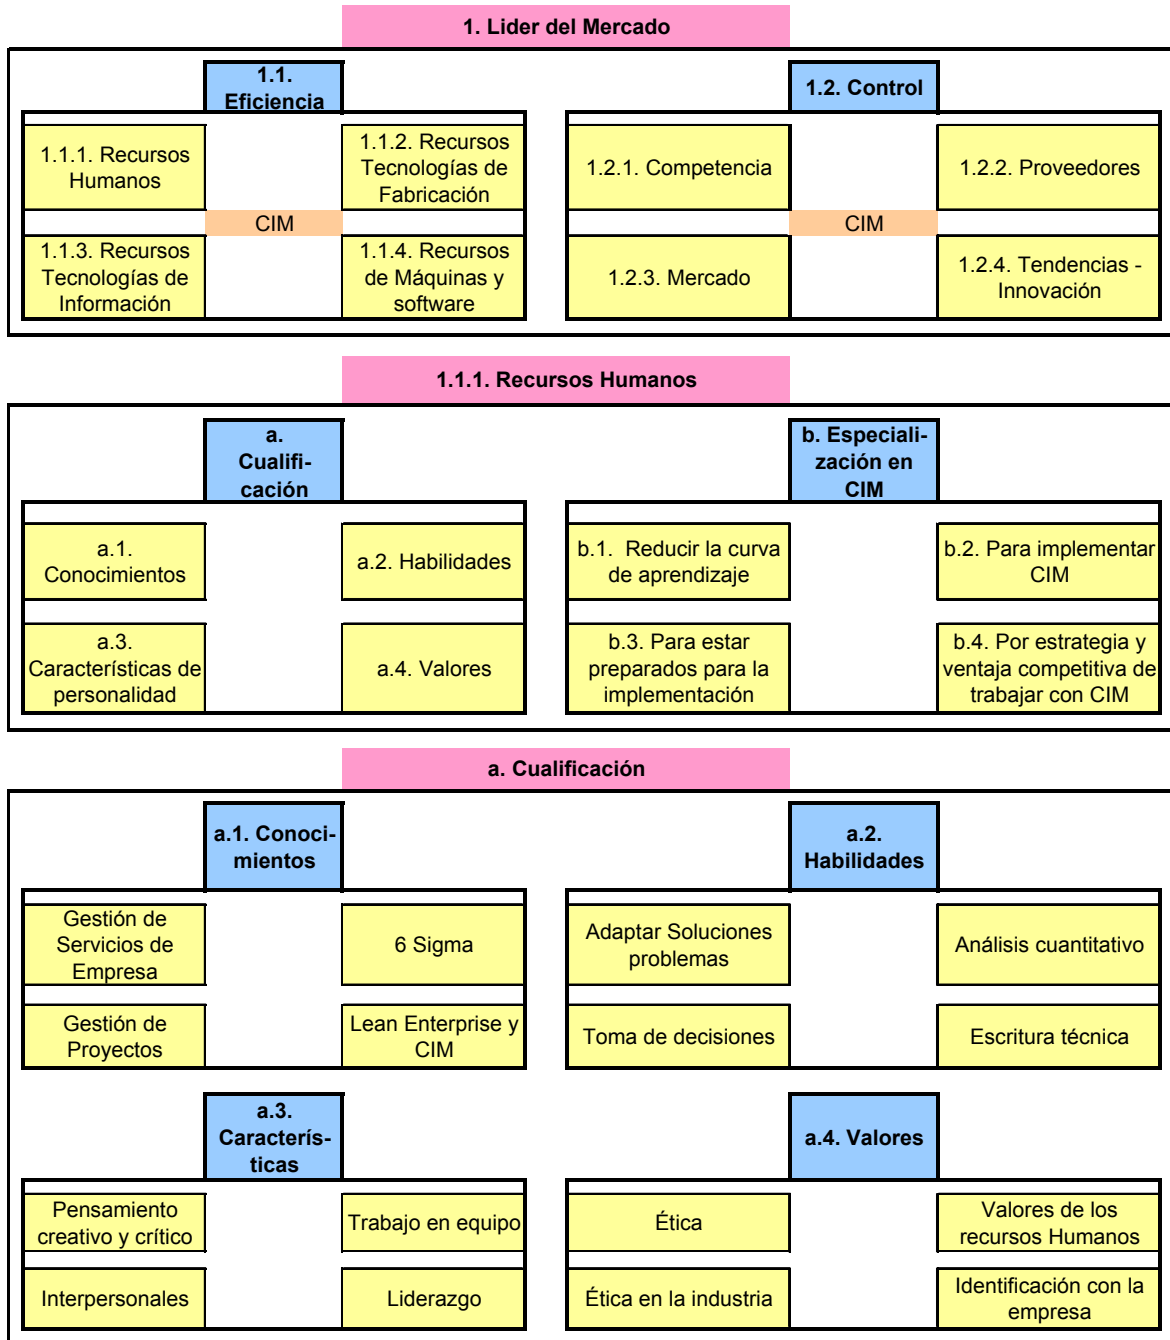 1. Lider del Mercado
1.1.
Eficiencia
1.2. Control
1.1.1. Recursos
Humanos
1.1.2. Recursos
Tecnologías de
Fabricación
1.2.1. Competencia
1.2.2. Proveedores
CIM
CIM
1.1.3. Recursos
Tecnologías de
Información
1.1.4. Recursos
de Máquinas y
software
1.2.3. Mercado
1.2.4. Tendencias -
Innovación
1.1.1. Recursos Humanos
a.
Cualifi-
cación
b. Especiali-
zación en
CIM
a.1.
Conocimientos
a.2. Habilidades
b.1. Reducir la curva
de aprendizaje
b.2. Para implementar
CIM
a.3.
Característicias de
personalidad
a.4. Valores
b.3. Para estar
preparados para la
implementación
b.4. Por estrategia y
ventaja competitiva de
trabajar con CIM
a. Cualificación
a.1. Conoci-
mientos
a.2.
Habilidades
Gestión de
Servicios de
Empresa
6 Sigma
Adaptar Soluciones
problemas
Análisis cuantitativo
Gestión de
Proyectos
Lean Enterprise y
CIM
Toma de decisiones
Escritura técnica
a.3.
Caracterís-
ticas
a.4. Valores
Pensamiento
creativo y crítico
Trabajo en equipo
Ética
Valores de los
recursos Humanos
Interpersonales
Liderazgo
Ética en la industria
Identificación con la
empresa